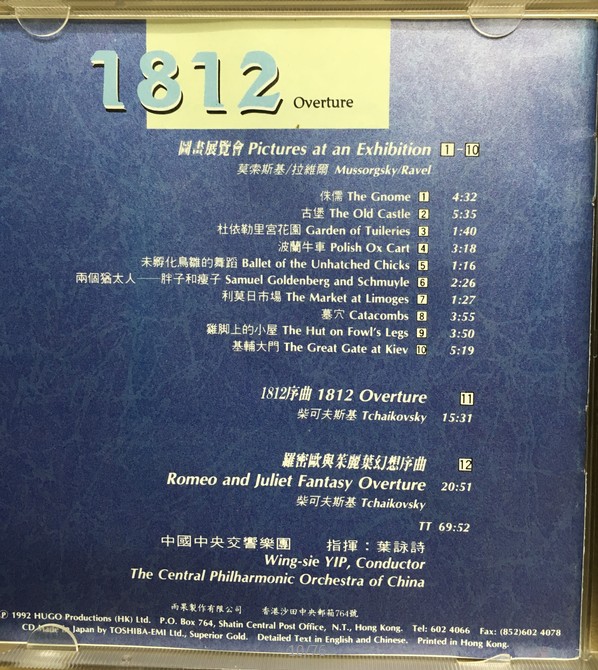 1812 Overture
圖畫展覽會 Pictures at an Exhibition 1-10
莫索斯基/拉維爾 Mussorgsky/Ravel
侏儒 The Gnome 1 4:32
古堡 The Old Castle 2 5:35
杜依勒里宮花園 Garden of Tuileries 3 1:40
波蘭牛車 Polish Ox Cart 4 3:18
未孵化鳥雛的舞蹈 Ballet of the Unhatched Chicks 5 1:16
兩個猶太人──胖子和瘦子 Samuel Goldenberg and Schmuyle 6 2:26
利莫日市場 The Market at Limoges 7 1:27
墓穴 Catacombs 8 3:55
雞脚上的小屋 The Hut on Fowl's Legs 9 3:50
基輔大門 The Great Gate at Kiev 10 5:19
1812序曲 1812 Overture 11
柴可夫斯基 Tchaikovsky 15:31
羅密歐與茱麗葉幻想序曲 12
Romeo and Juliet Fantasy Overture 20:51
柴可夫斯基 Tchaikovsky
TT 69:52
中國中央交響樂團 指揮：葉詠詩
Wing-sie YIP, Conductor
The Central Philharmonic Orchestra of China
雨果製作有限公司 香港沙田中央郵箱764號
Ⓟ 1992 HUGO Productions (HK) Ltd. P.O. Box 764, Shatin Central Post Office, N.T., Hong Kong. Tel: 602 4066 Fax: (852)602 4078
CD Made in Japan by TOSHIBA-EMI Ltd., Superior Gold. Detailed Text in English and Chinese. Printed in Hong Kong.